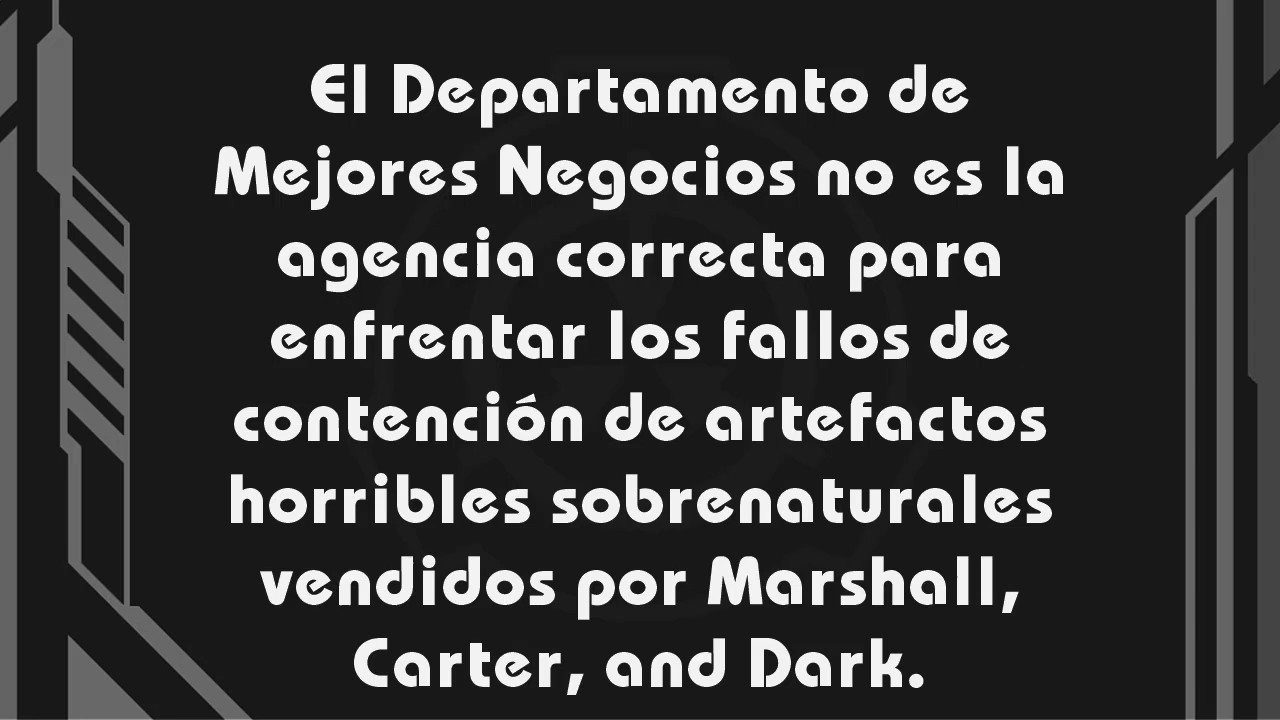 El Departamento de
Mejores Negocios no es la
agencia correcta para
enfrentar los fallos de
contención de artefactos
horribles sobrenaturales
vendidos por Marshall,
Carter, and Dark.